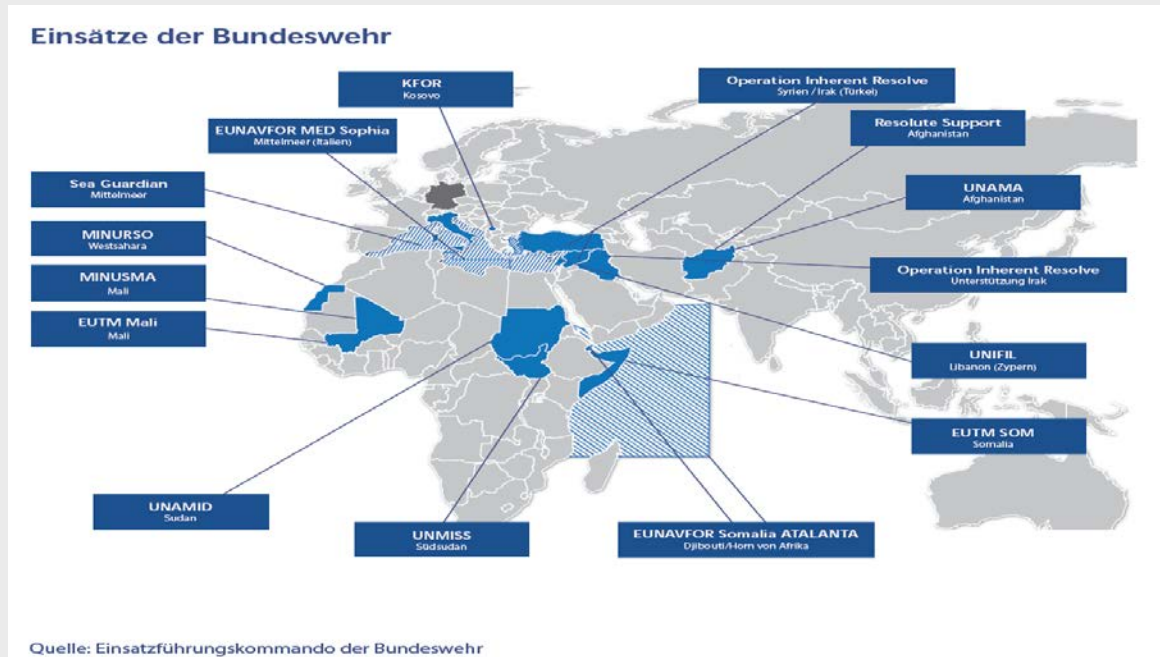 Einsätze der Bundeswehr
KFOR
Kosovo
Operation Inherent Resolve
Syrien / Irak (Türkei)
EUNAVFOR MED Sophia
Mittelmeer (Italien)
Resolute Support
Afghanistan
Sea Guardian
Mittelmeer
UNAMA
Afghanistan
MINURSO
Westsahara
MINUSMA
Mali
Operation Inherent Resolve
Unterstützung Irak
EUTM Mali
Mali
UNIFIL
Libanon (Zypern)
EUTM SOM
Somalia
UNAMID
Sudan
UNMISS
Südsudan
EUNAVFOR Somalia ATALANTA
Djibouti/Horn von Afrika
Quelle: Einsatzführungskommando der Bundeswehr